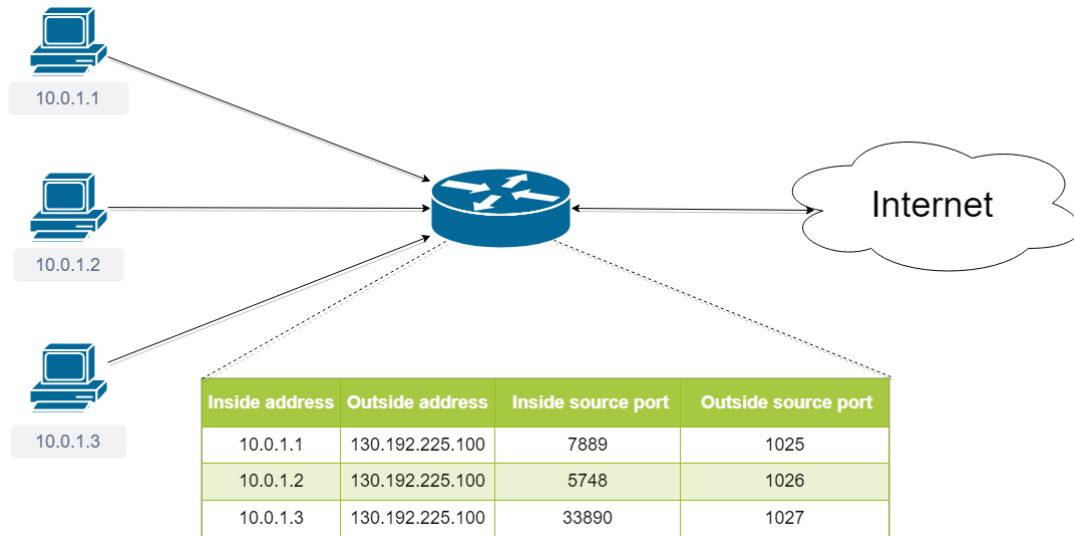 10.0.1.1
10.0.1.2
10.0.1.3
Internet
Inside address Outside address Inside source port Outside source port
10.0.1.1 130.192.225.100 7889 1025
10.0.1.2 130.192.225.100 5748 1026
10.0.1.3 130.192.225.100 33890 1027